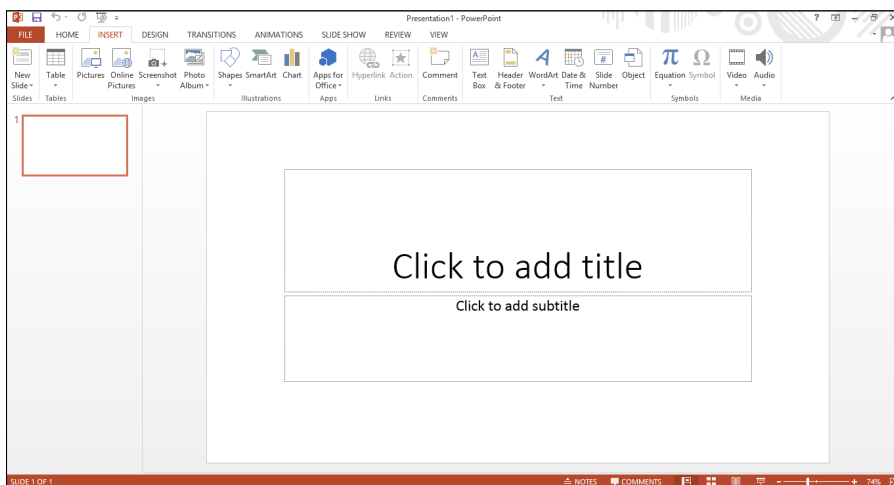 Presentation1 - PowerPoint
FILE HOME INSERT DESIGN TRANSITIONS ANIMATIONS SLIDE SHOW REVIEW VIEW
New Table Pictures Online Screenshot Photo Shapes SmartArt Chart Apps for Hyperlink Action Comment Text Header WordArt Date & Slide Object Equation Symbol Video Audio
Slide Pictures Album Office Box & Footer Time Number
Slides Tables Images Illustrations Apps Links Comments Text Symbols Media
1
Click to add title
Click to add subtitle
SLIDE 1 OF 1 NOTES COMMENTS 74%